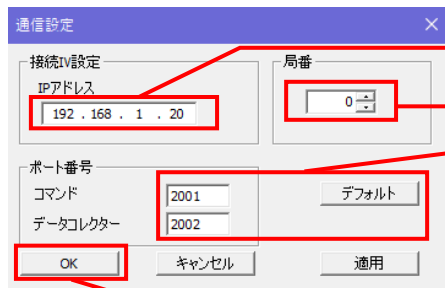 通信設定
接続IV設定
IPアドレス
192 . 168 . 1 . 20
局番
0
ポート番号
コマンド 2001 デフォルト
データコレクター 2002
OK キャンセル 適用